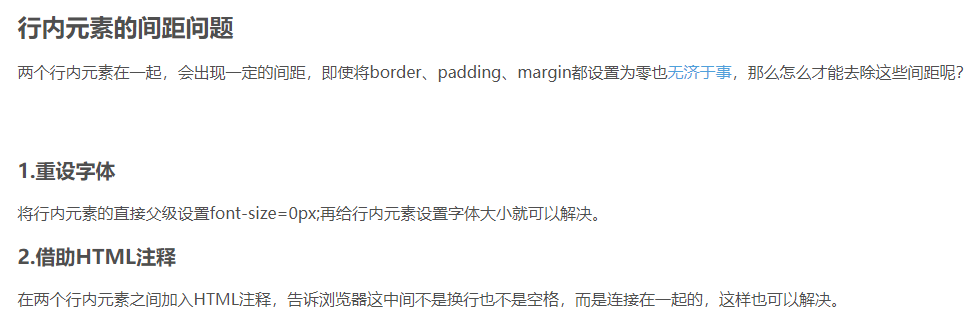 行内元素的间距问题
两个行内元素在一起，会出现一定的间距，即使将border、padding、margin都设置为零也无济于事，那么怎么才能去除这些间距呢?
1.重设字体
将行内元素的直接父级设置font-size=0px;再给行内元素设置字体大小就可以解决。
2.借助HTML注释
在两个行内元素之间加入HTML注释，告诉浏览器这中间不是换行也不是空格，而是连接在一起的，这样也可以解决。